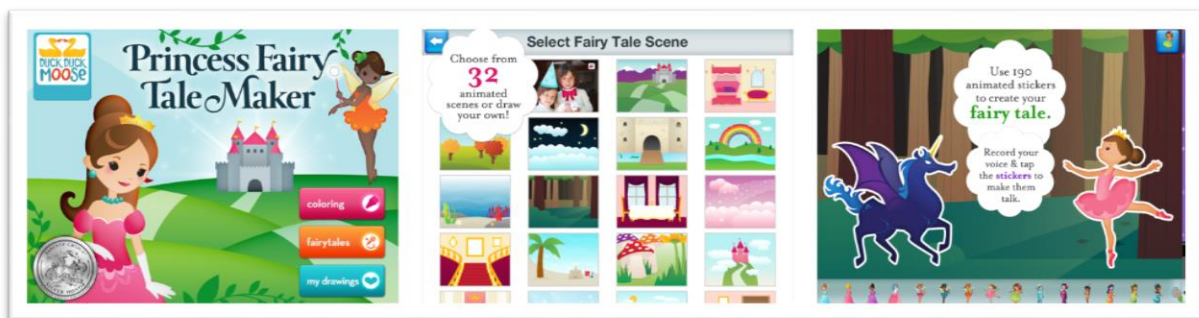 DUCK DUCK
MOOSE
Princess Fairy
Tale Maker
coloring
fairytales
my drawings
Select Fairy Tale Scene
Choose from
32
animated
scenes or draw
your own!
Use 190
animated stickers
to create your
fairy tale.
Record your
voice & tap
the stickers to
make them
talk.